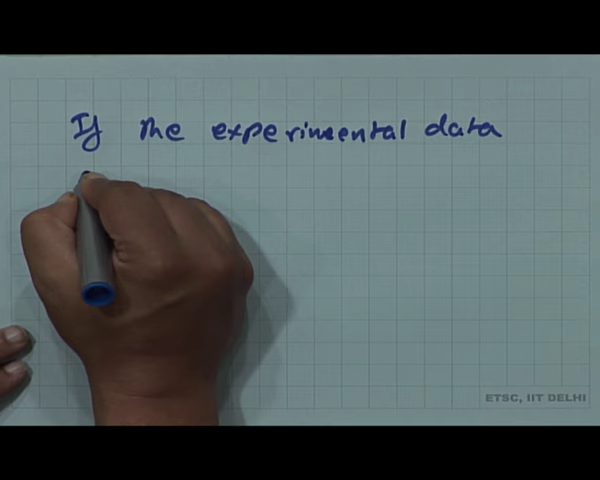 If the experimental data
ETSC, IIT DELHI